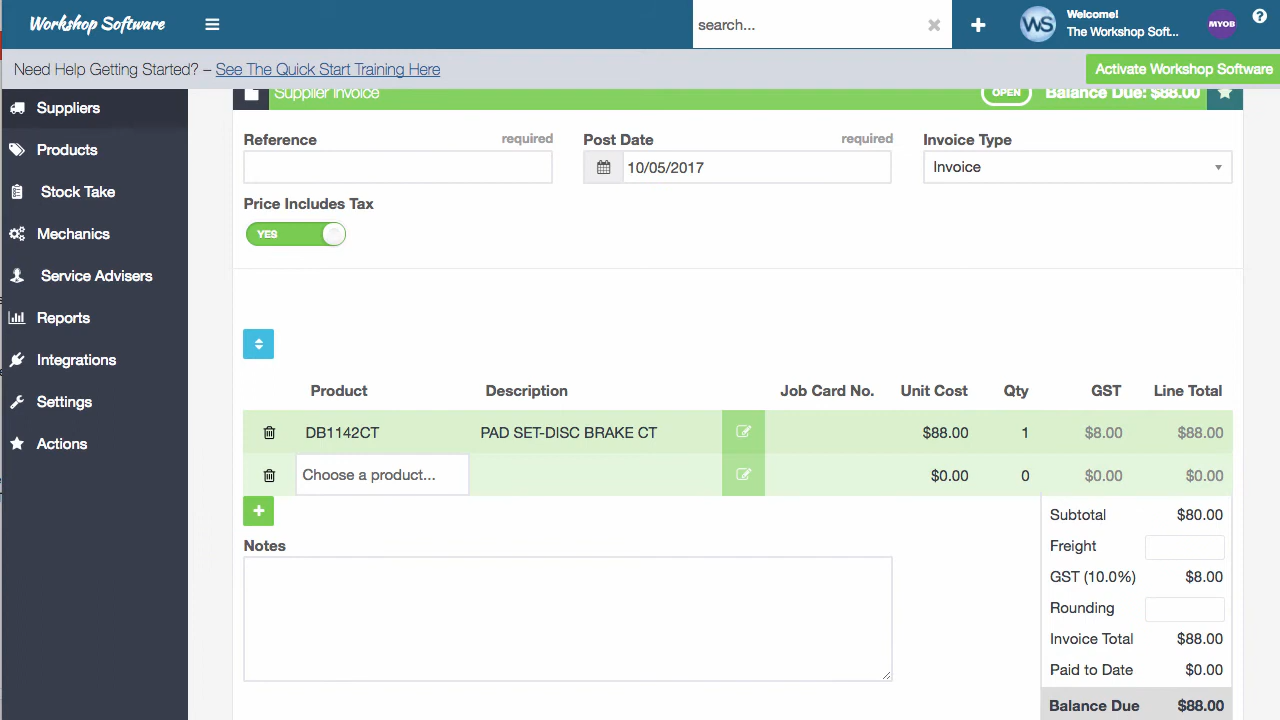 Workshop Software
search...
Welcome!
The Workshop Soft...
MYOB
Need Help Getting Started? – See The Quick Start Training Here
Activate Workshop Software
Suppliers
Products
Stock Take
Mechanics
Service Advisers
Reports
Integrations
Settings
Actions
Supplier Invoice
OPEN
Balance Due: $88.00
Reference required
Post Date required
Invoice Type
10/05/2017
Invoice
Price Includes Tax
YES
Product Description Job Card No. Unit Cost Qty GST Line Total
DB1142CT PAD SET-DISC BRAKE CT $88.00 1 $8.00 $88.00
Choose a product... $0.00 0 $0.00 $0.00
Notes
Subtotal $80.00
Freight
GST (10.0%) $8.00
Rounding
Invoice Total $88.00
Paid to Date $0.00
Balance Due $88.00